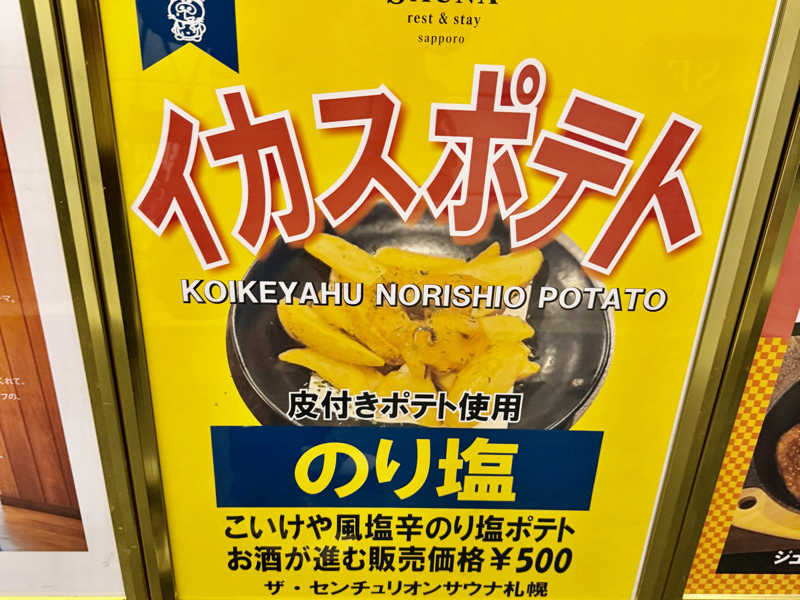 SAUNA
rest & stay
sapporo
イカスポテト
KOIKEYAHU NORISHIO POTATO
皮付きポテト使用
のり塩
こいけや風塩辛のり塩ポテト
お酒が進む販売価格￥500
ザ・センチュリオンサウナ札幌